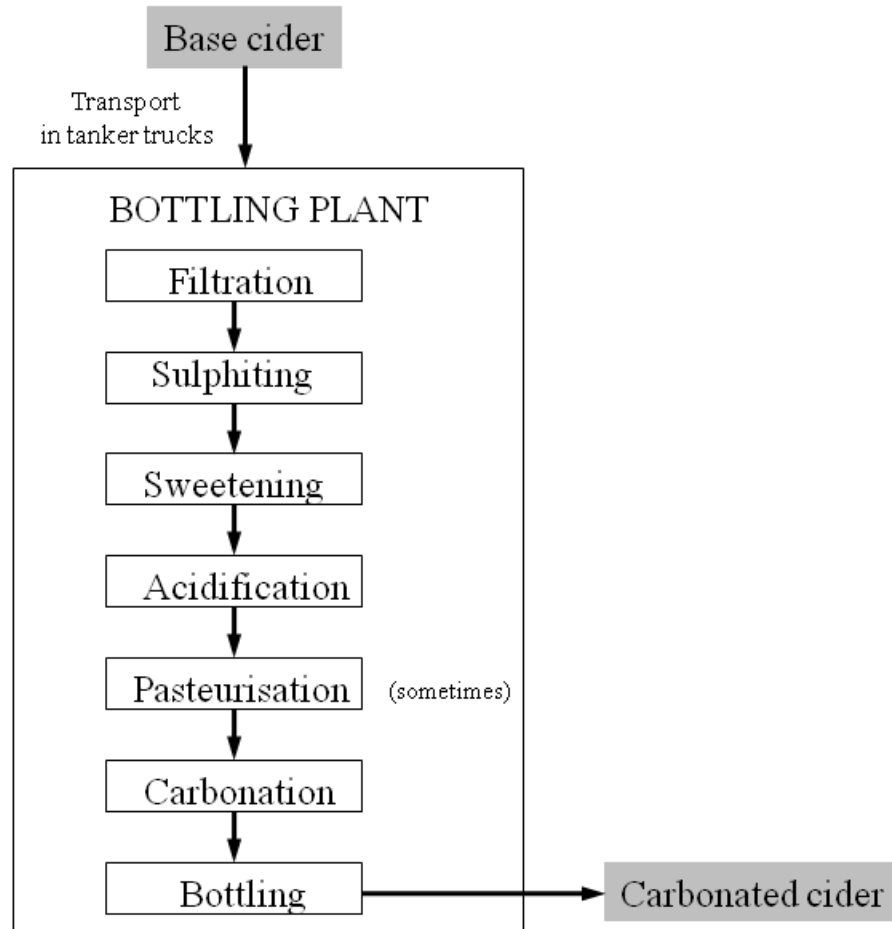 Base cider
Transport
in tanker trucks
BOTTLING PLANT
Filtration
Sulphiting
Sweetening
Acidification
Pasteurisation
(sometimes)
Carbonation
Bottling
Carbonated cider